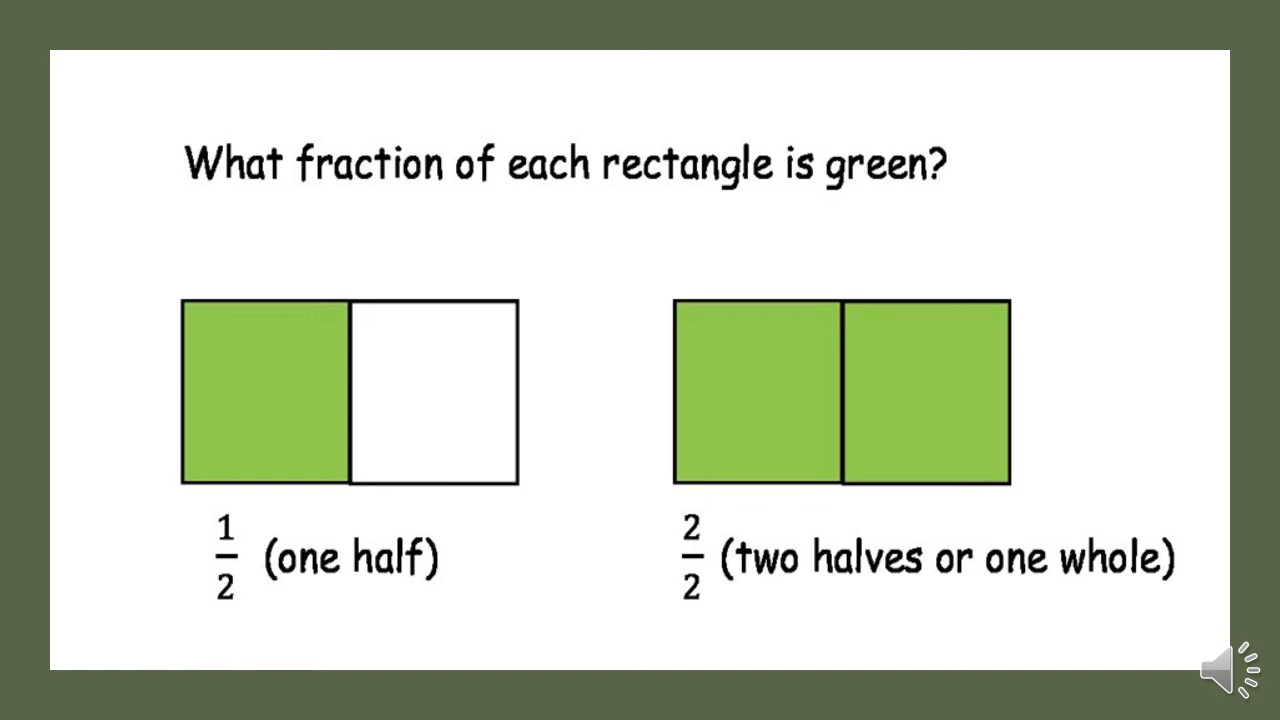 What fraction of each rectangle is green?
1/2 (one half)
2/2 (two halves or one whole)